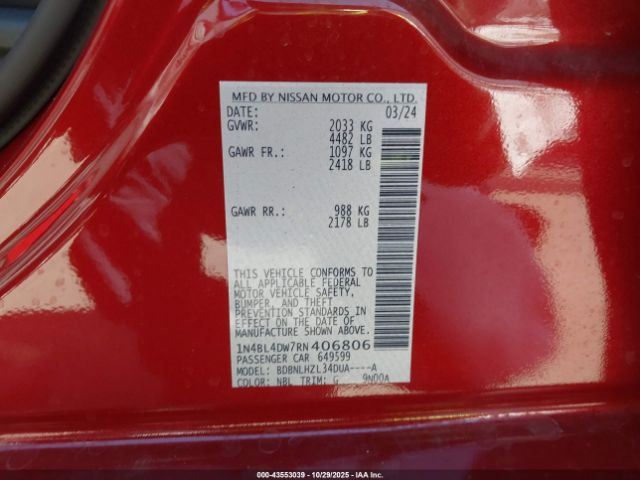 MFD BY NISSAN MOTOR CO., LTD.
DATE: 03/24
GVWR: 2033 KG
4482 LB
GAWR FR.: 1097 KG
2418 LB
GAWR RR.: 988 KG
2178 LB
THIS VEHICLE CONFORMS TO
ALL APPLICABLE FEDERAL
MOTOR VEHICLE SAFETY,
BUMPER, AND THEFT
PREVENTION STANDARDS IN
EFFECT ON THE DATE OF
MANUFACTURE SHOWN ABOVE.
1N4BL4DW7RN406806
PASSENGER CAR 649599
MODEL: BDBNLHZL34DUA----A
COLOR: NBL TRIM: G 9N00A
000-43553039 | 10/29/2025 | IAA, Inc.